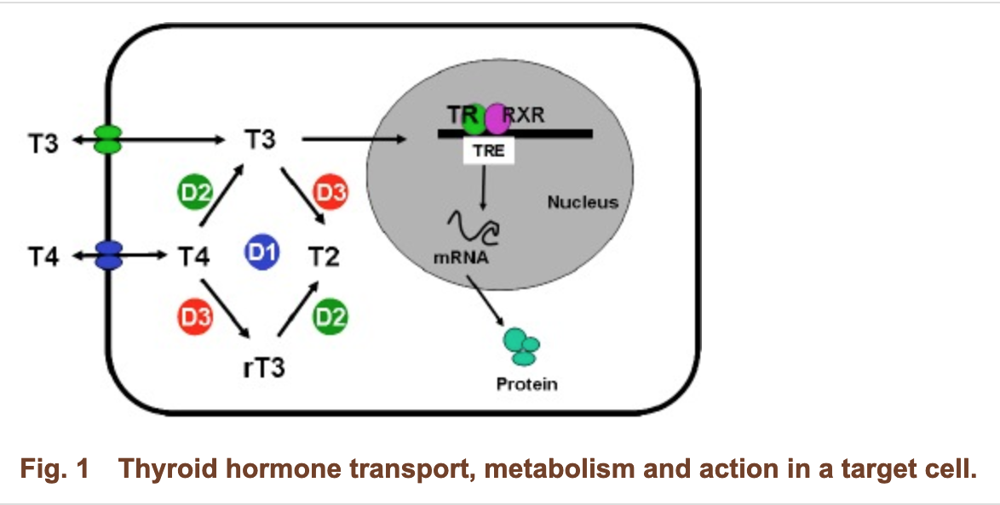 TR RXR
T3 T3
TRE
D2 D3
Nucleus
T4 T4 D1 T2
mRNA
D3 D2
rT3
Protein
Fig. 1 Thyroid hormone transport, metabolism and action in a target cell.